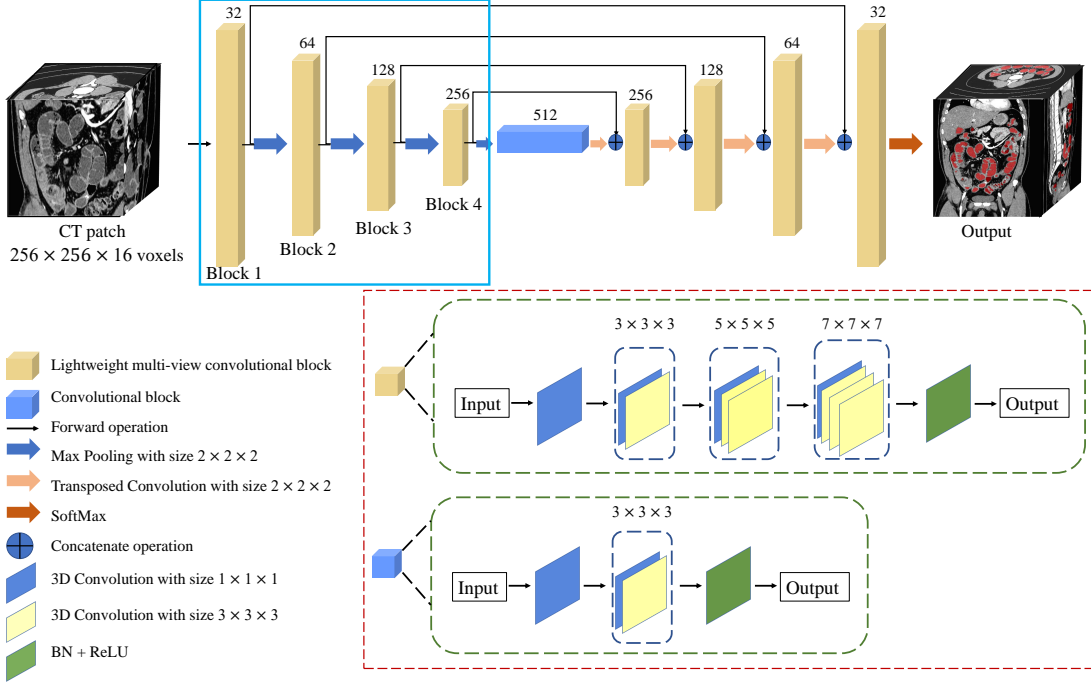 32
64
128
256
512
256
128
64
32
Block 1
Block 2
Block 3
Block 4
CT patch
256 × 256 × 16 voxels
Output
Lightweight multi-view convolutional block
Convolutional block
Forward operation
Max Pooling with size 2 × 2 × 2
Transposed Convolution with size 2 × 2 × 2
SoftMax
Concatenate operation
3D Convolution with size 1 × 1 × 1
3D Convolution with size 3 × 3 × 3
BN + ReLU
3 × 3 × 3
5 × 5 × 5
7 × 7 × 7
Input
Output
3 × 3 × 3
Input
Output